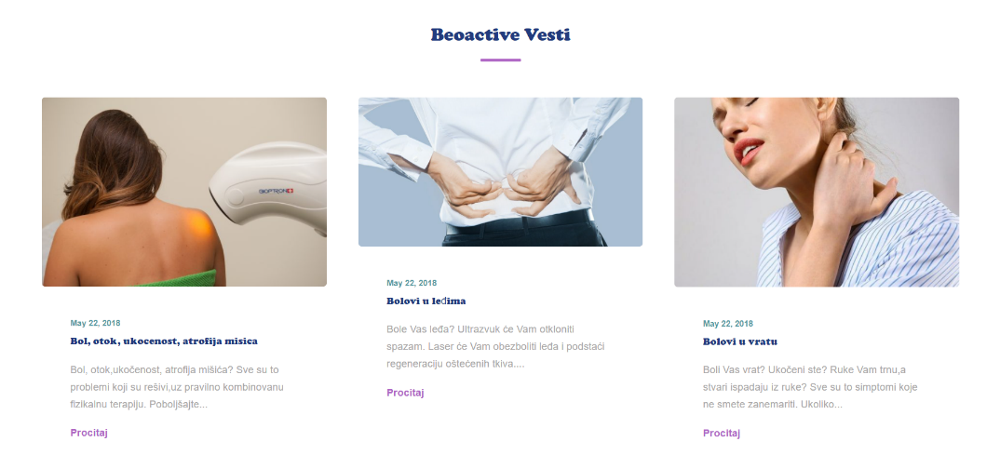 Beoactive Vesti
BIOPTRON
May 22, 2018
Bol, otok, ukocenost, atrofija misica
Bol, otok,ukočenost, atrofija mišića? Sve su to
problemi koji su rešivi,uz pravilno kombinovanu
fizikalnu terapiju. Poboljšajte...
Procitaj
May 22, 2018
Bolovi u leđima
Bole Vas leđa? Ultrazvuk će Vam otkloniti
spazam. Laser će Vam obezboliti leđa i podstaći
regeneraciju oštećenih tkiva....
Procitaj
May 22, 2018
Bolovi u vratu
Boli Vas vrat? Ukočeni ste? Ruke Vam trnu,a
stvari ispadaju iz ruke? Sve su to simptomi koje
ne smete zanemariti. Ukoliko...
Procitaj